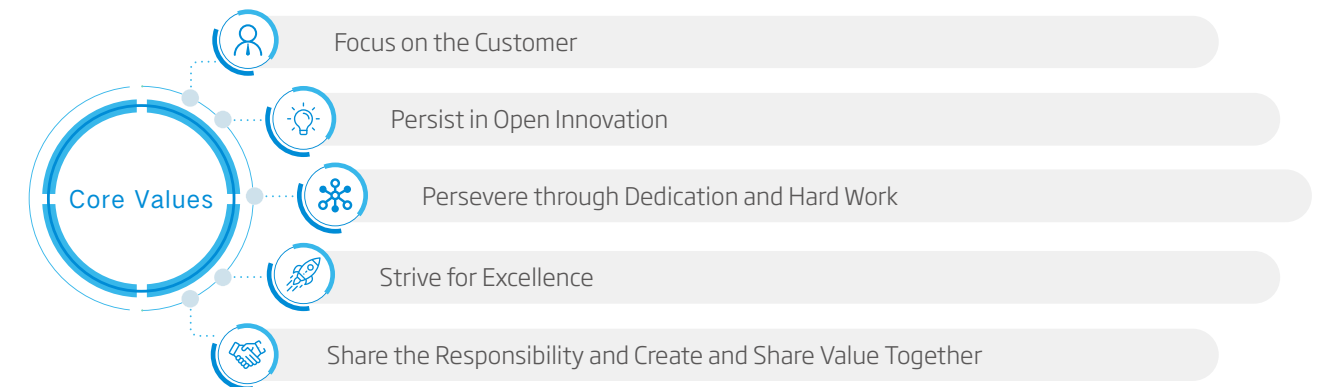 Focus on the Customer
Persist in Open Innovation
Core Values
Persevere through Dedication and Hard Work
Strive for Excellence
Share the Responsibility and Create and Share Value Together